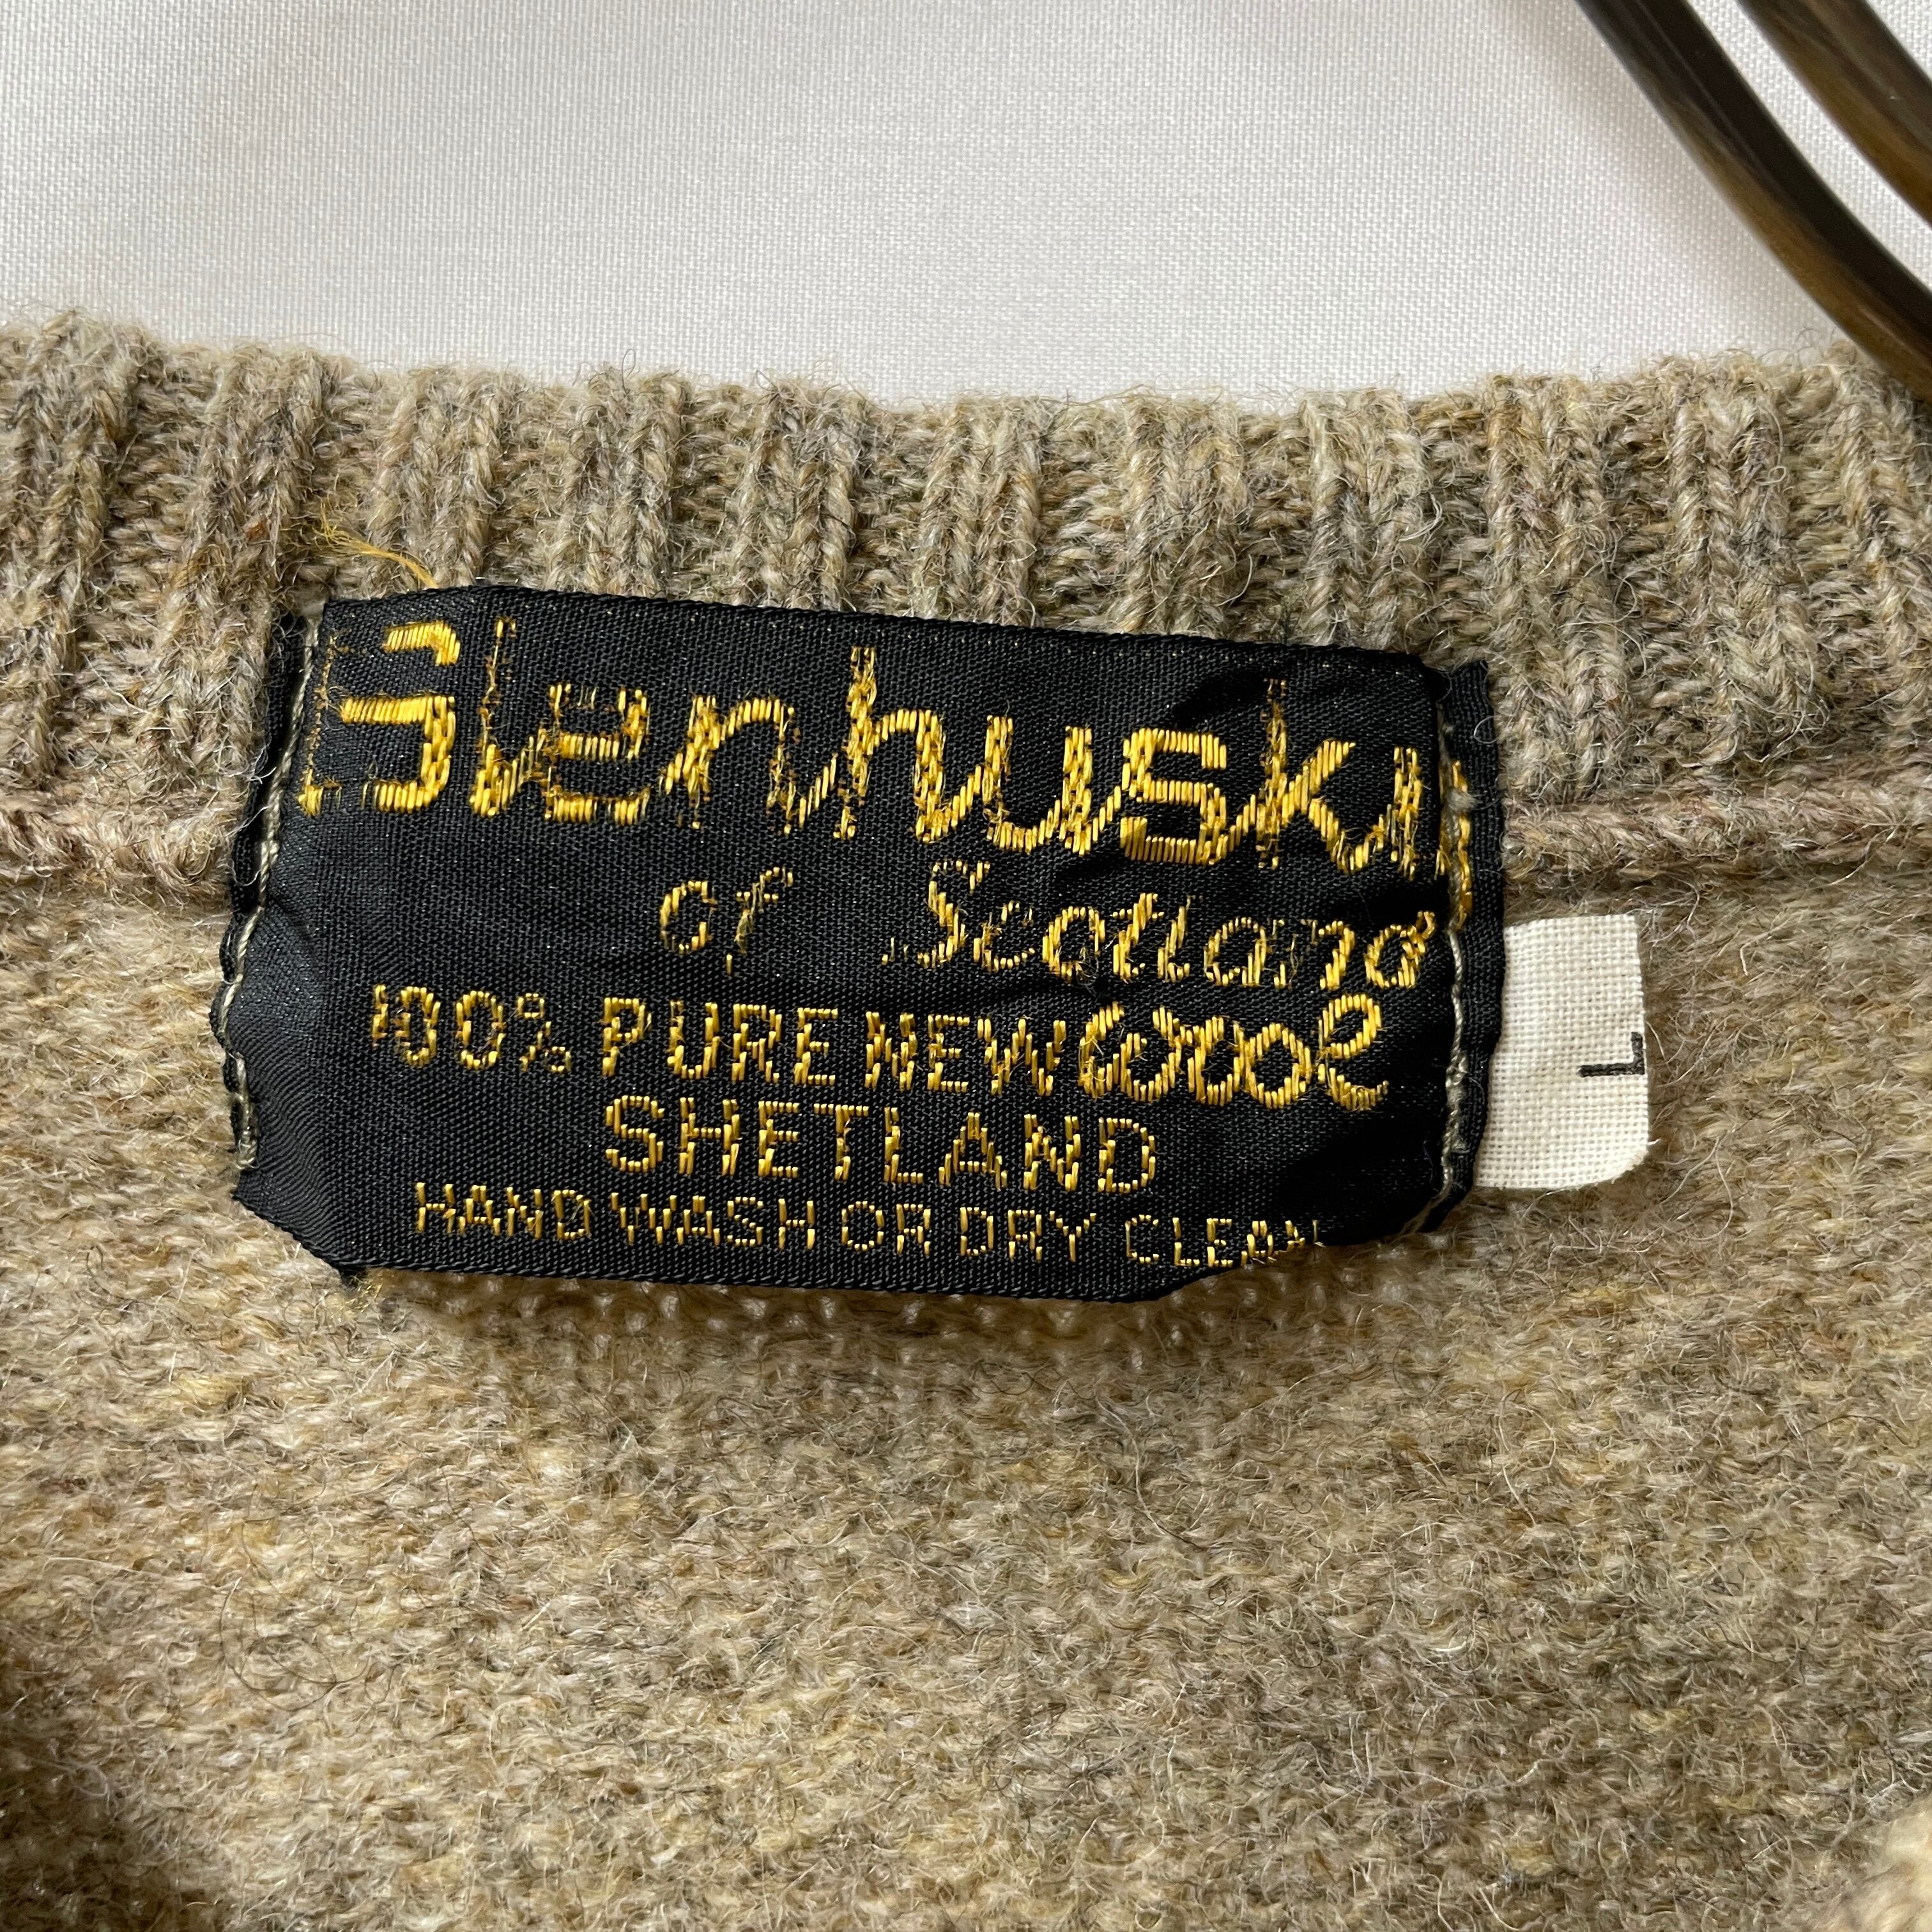 Glenhusky
of Scotland
100% PURE NEW WOOL
SHETLAND
HAND WASH OR DRY CLEAN
L